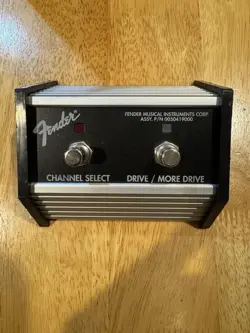 Fender
FENDER MUSICAL INSTRUMENTS CORP.
ASSY. P/N 0050419000
CHANNEL SELECT
DRIVE / MORE DRIVE